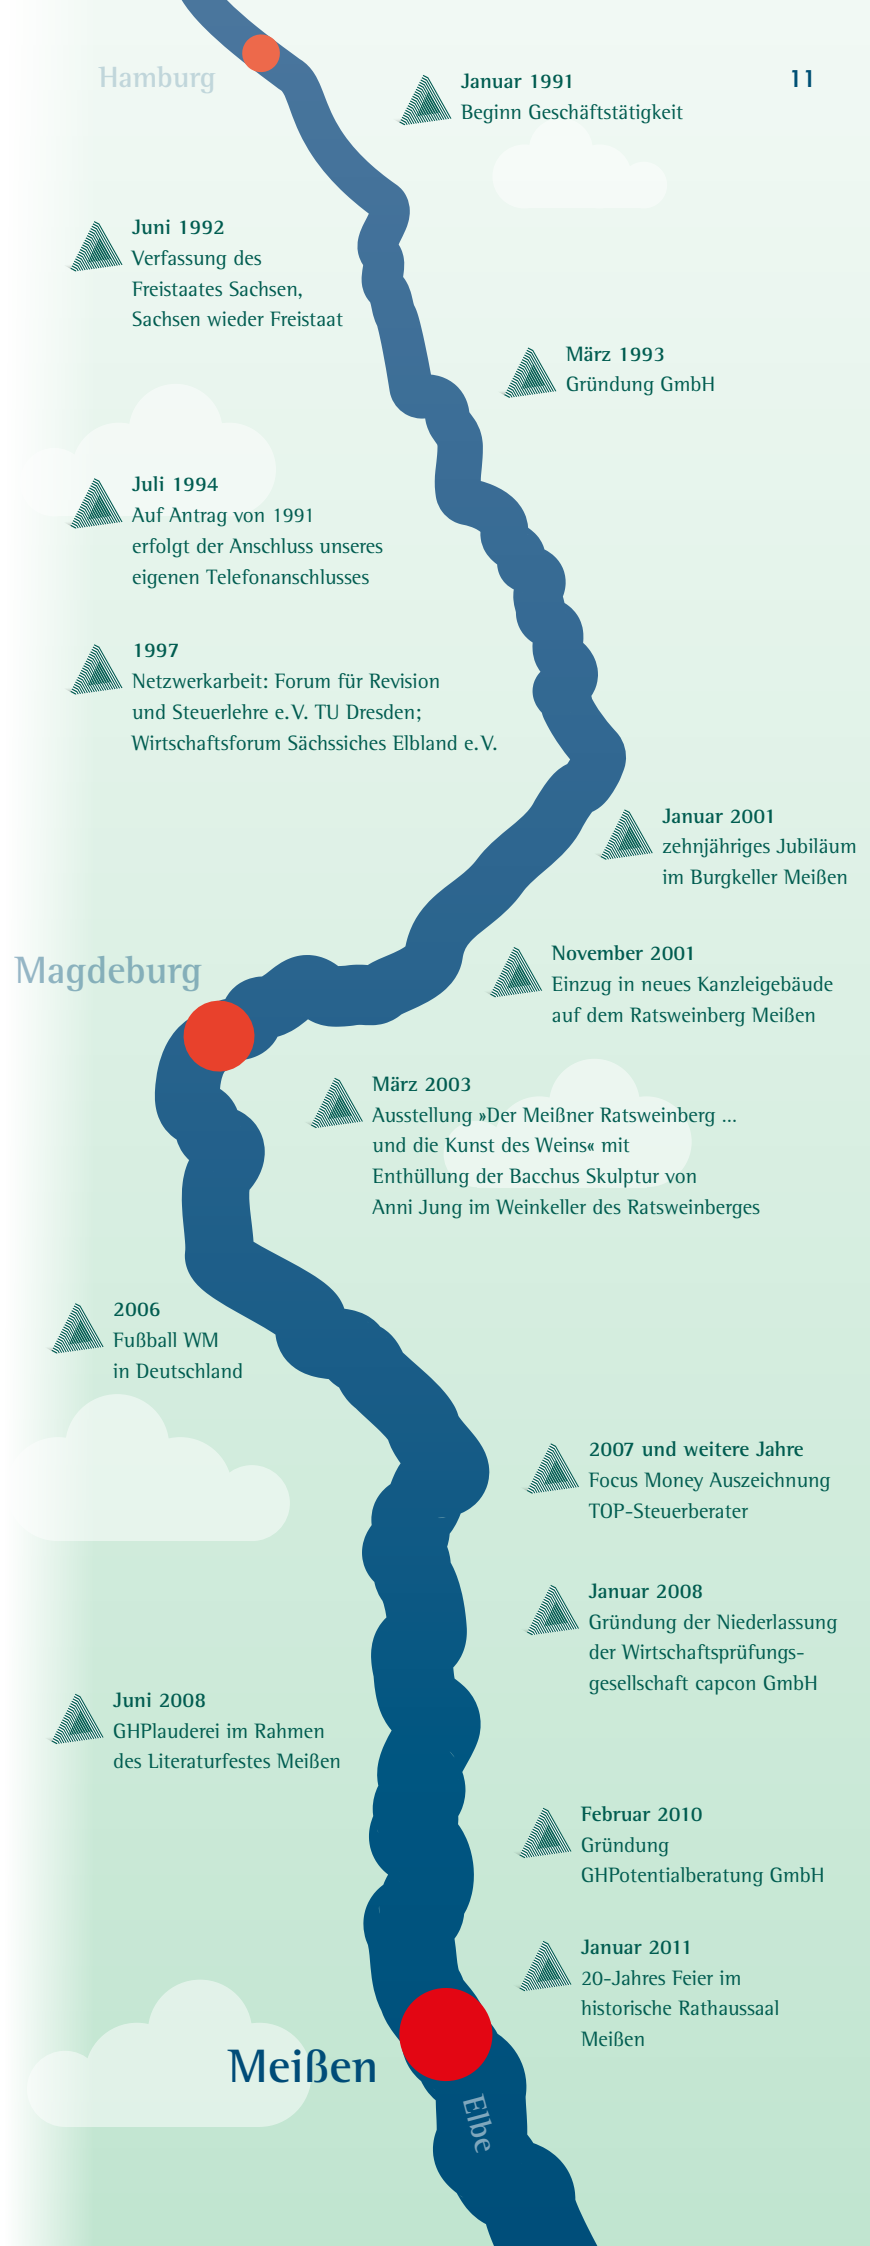 Hamburg
11
Januar 1991
Beginn Geschäftstätigkeit
Juni 1992
Verfassung des
Freistaates Sachsen,
Sachsen wieder Freistaat
März 1993
Gründung GmbH
Juli 1994
Auf Antrag von 1991
erfolgt der Anschluss unseres
eigenen Telefonanschlusses
1997
Netzwerkarbeit: Forum für Revision
und Steuerlehre e.V. TU Dresden;
Wirtschaftsforum Sächssiches Elbland e.V.
Januar 2001
zehnjähriges Jubiläum
im Burgkeller Meißen
Magdeburg
November 2001
Einzug in neues Kanzleigebäude
auf dem Ratsweinberg Meißen
März 2003
Ausstellung »Der Meißner Ratsweinberg ...
und die Kunst des Weins« mit
Enthüllung der Bacchus Skulptur von
Anni Jung im Weinkeller des Ratsweinberges
2006
Fußball WM
in Deutschland
2007 und weitere Jahre
Focus Money Auszeichnung
TOP-Steuerberater
Januar 2008
Gründung der Niederlassung
der Wirtschaftsprüfungs-
gesellschaft capcon GmbH
Juni 2008
GHPlauderei im Rahmen
des Literaturfestes Meißen
Februar 2010
Gründung
GHPotentialberatung GmbH
Januar 2011
20-Jahres Feier im
historische Rathaussaal
Meißen
Meißen
Elbe